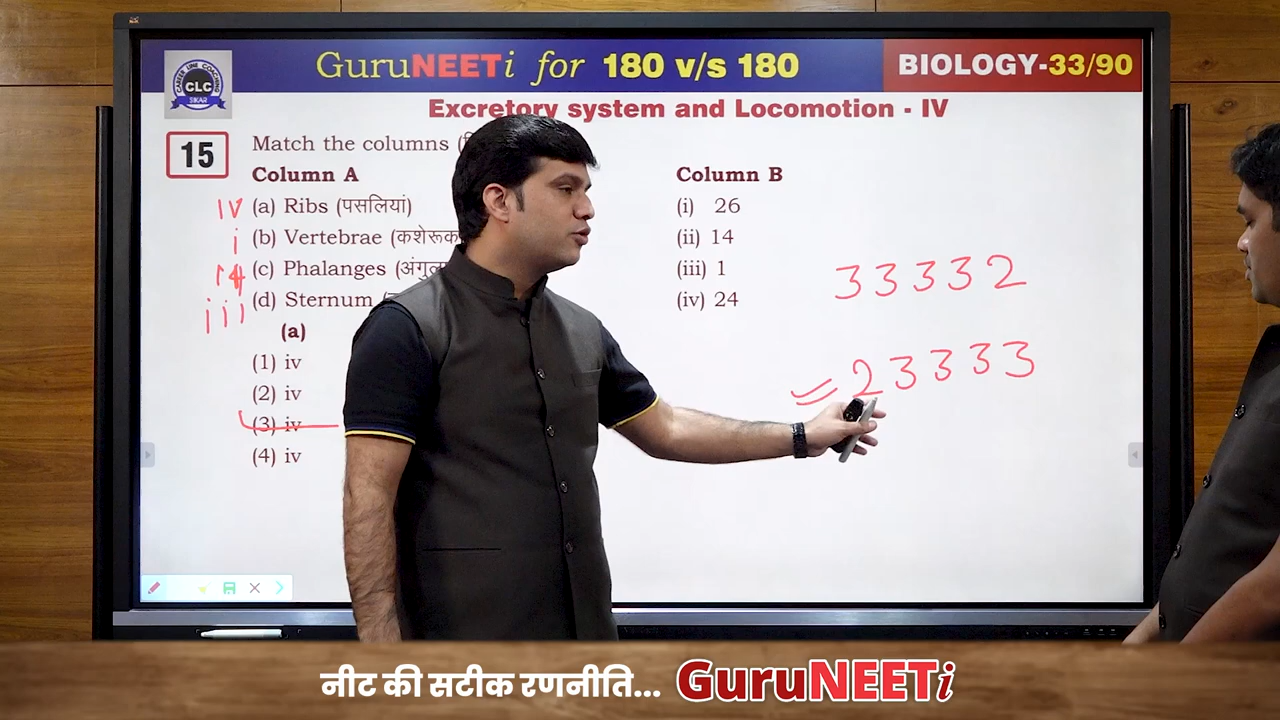 GuruNEETi for 180 v/s 180
BIOLOGY-33/90
CAREER LINE COACHING
CLC
SIKAR
Excretory system and Locomotion - IV
15
Match the columns
Column A
Column B
iv (a) Ribs (पसलियां)
(i) 26
i (b) Vertebrae
(ii) 14
14 (c) Phalanges
(iii) 1
iii (d) Sternum
(iv) 24
33332
(a)
(1) iv
= 23333
(2) iv
(3) iv
(4) iv
नीट की सटीक रणनीति... GuruNEETi